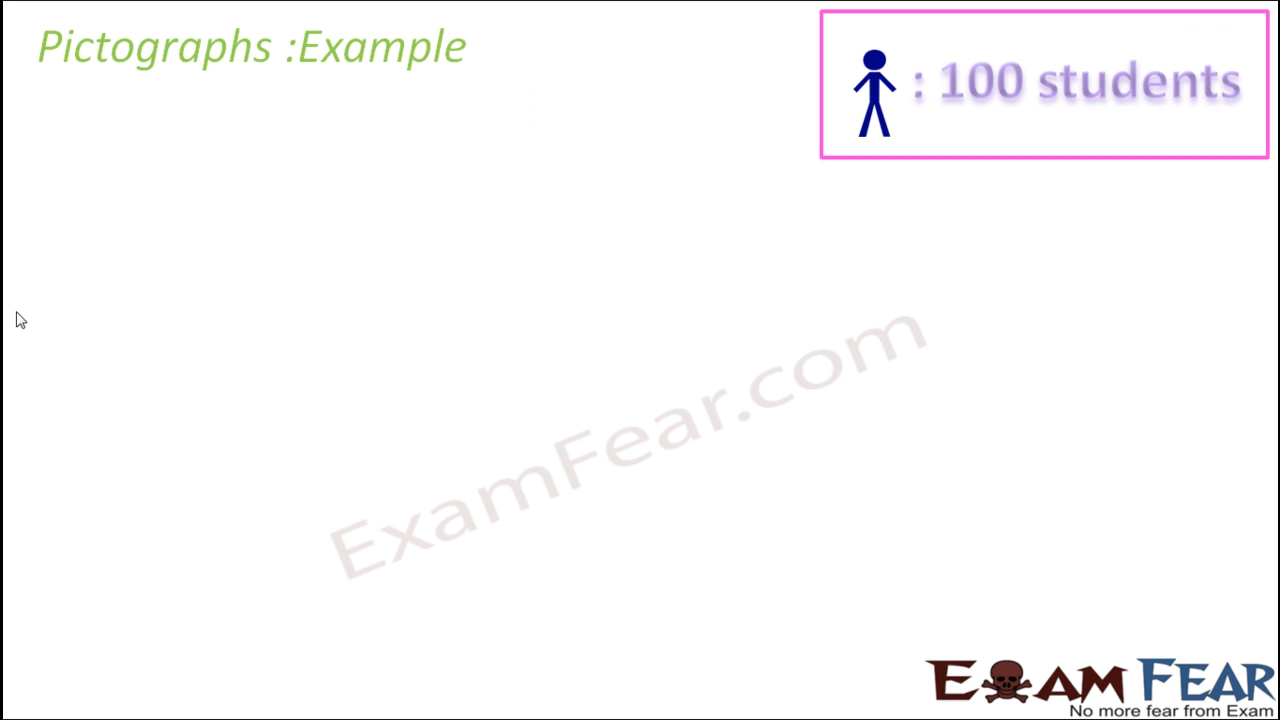 Pictographs :Example
: 100 students
ExamFear.com
EXAM FEAR
No more fear from Exam